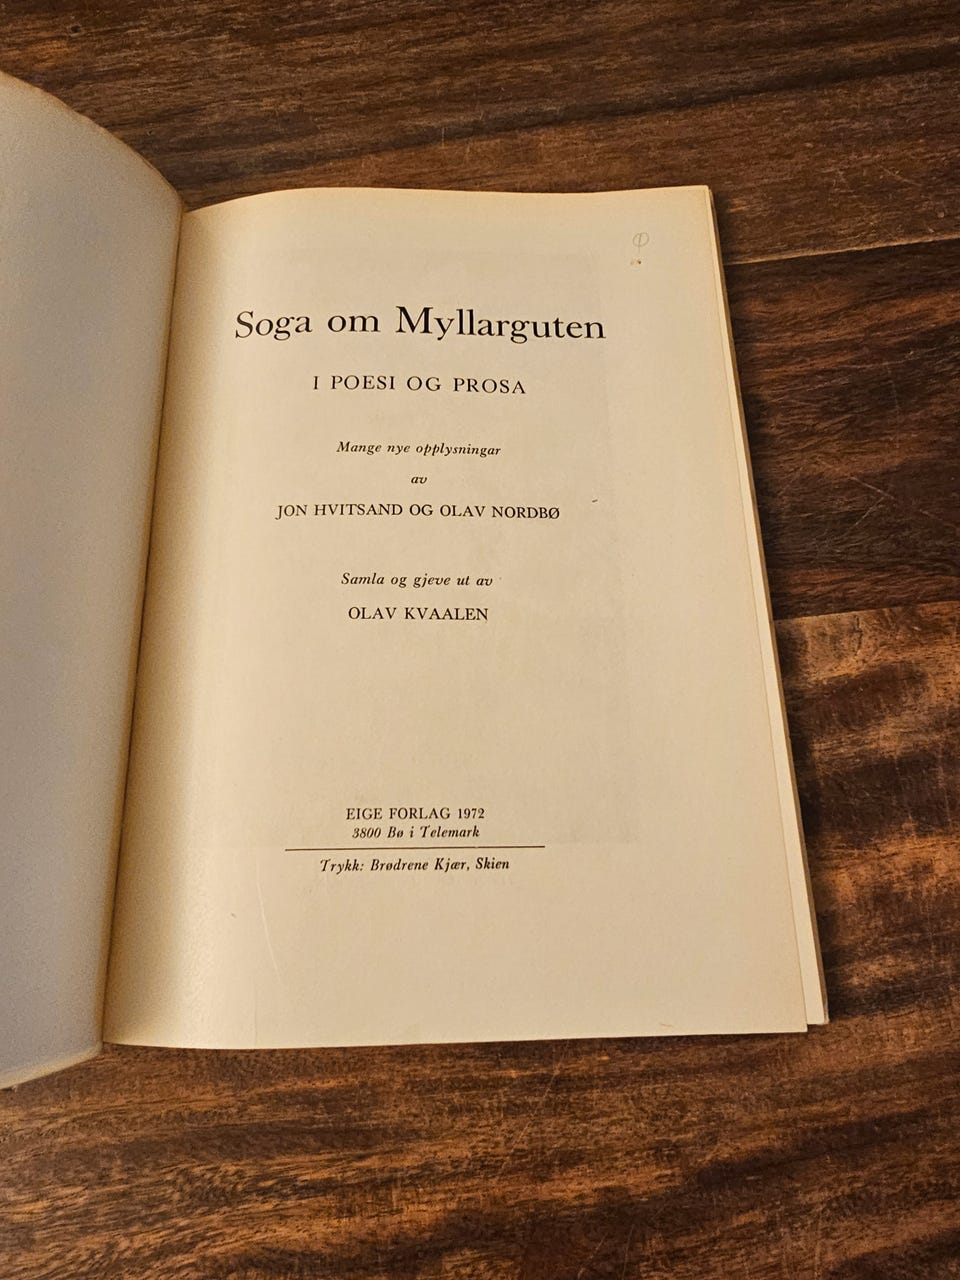 Soga om Myllarguten
I POESI OG PROSA
Mange nye opplysningar
av
JON HVITSAND OG OLAV NORDBØ
Samla og gjeve ut av
OLAV KVAALEN
EIGE FORLAG 1972
3800 Bø i Telemark
Trykk: Brødrene Kjær, Skien